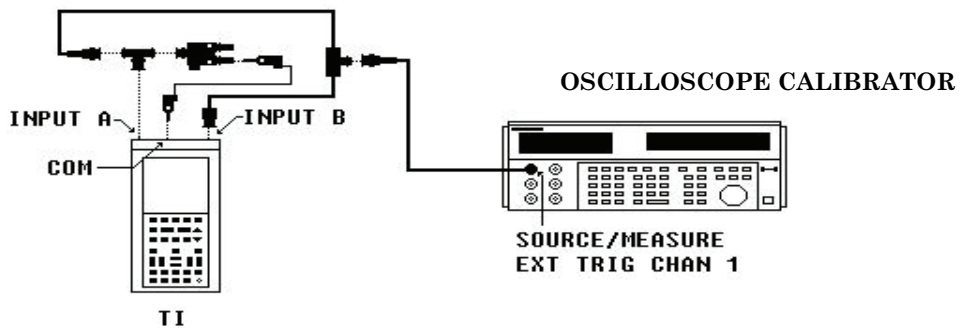 OSCILLOSCOPE CALIBRATOR
INPUT A
INPUT B
COM
SOURCE/MEASURE
EXT TRIG CHAN 1
TI